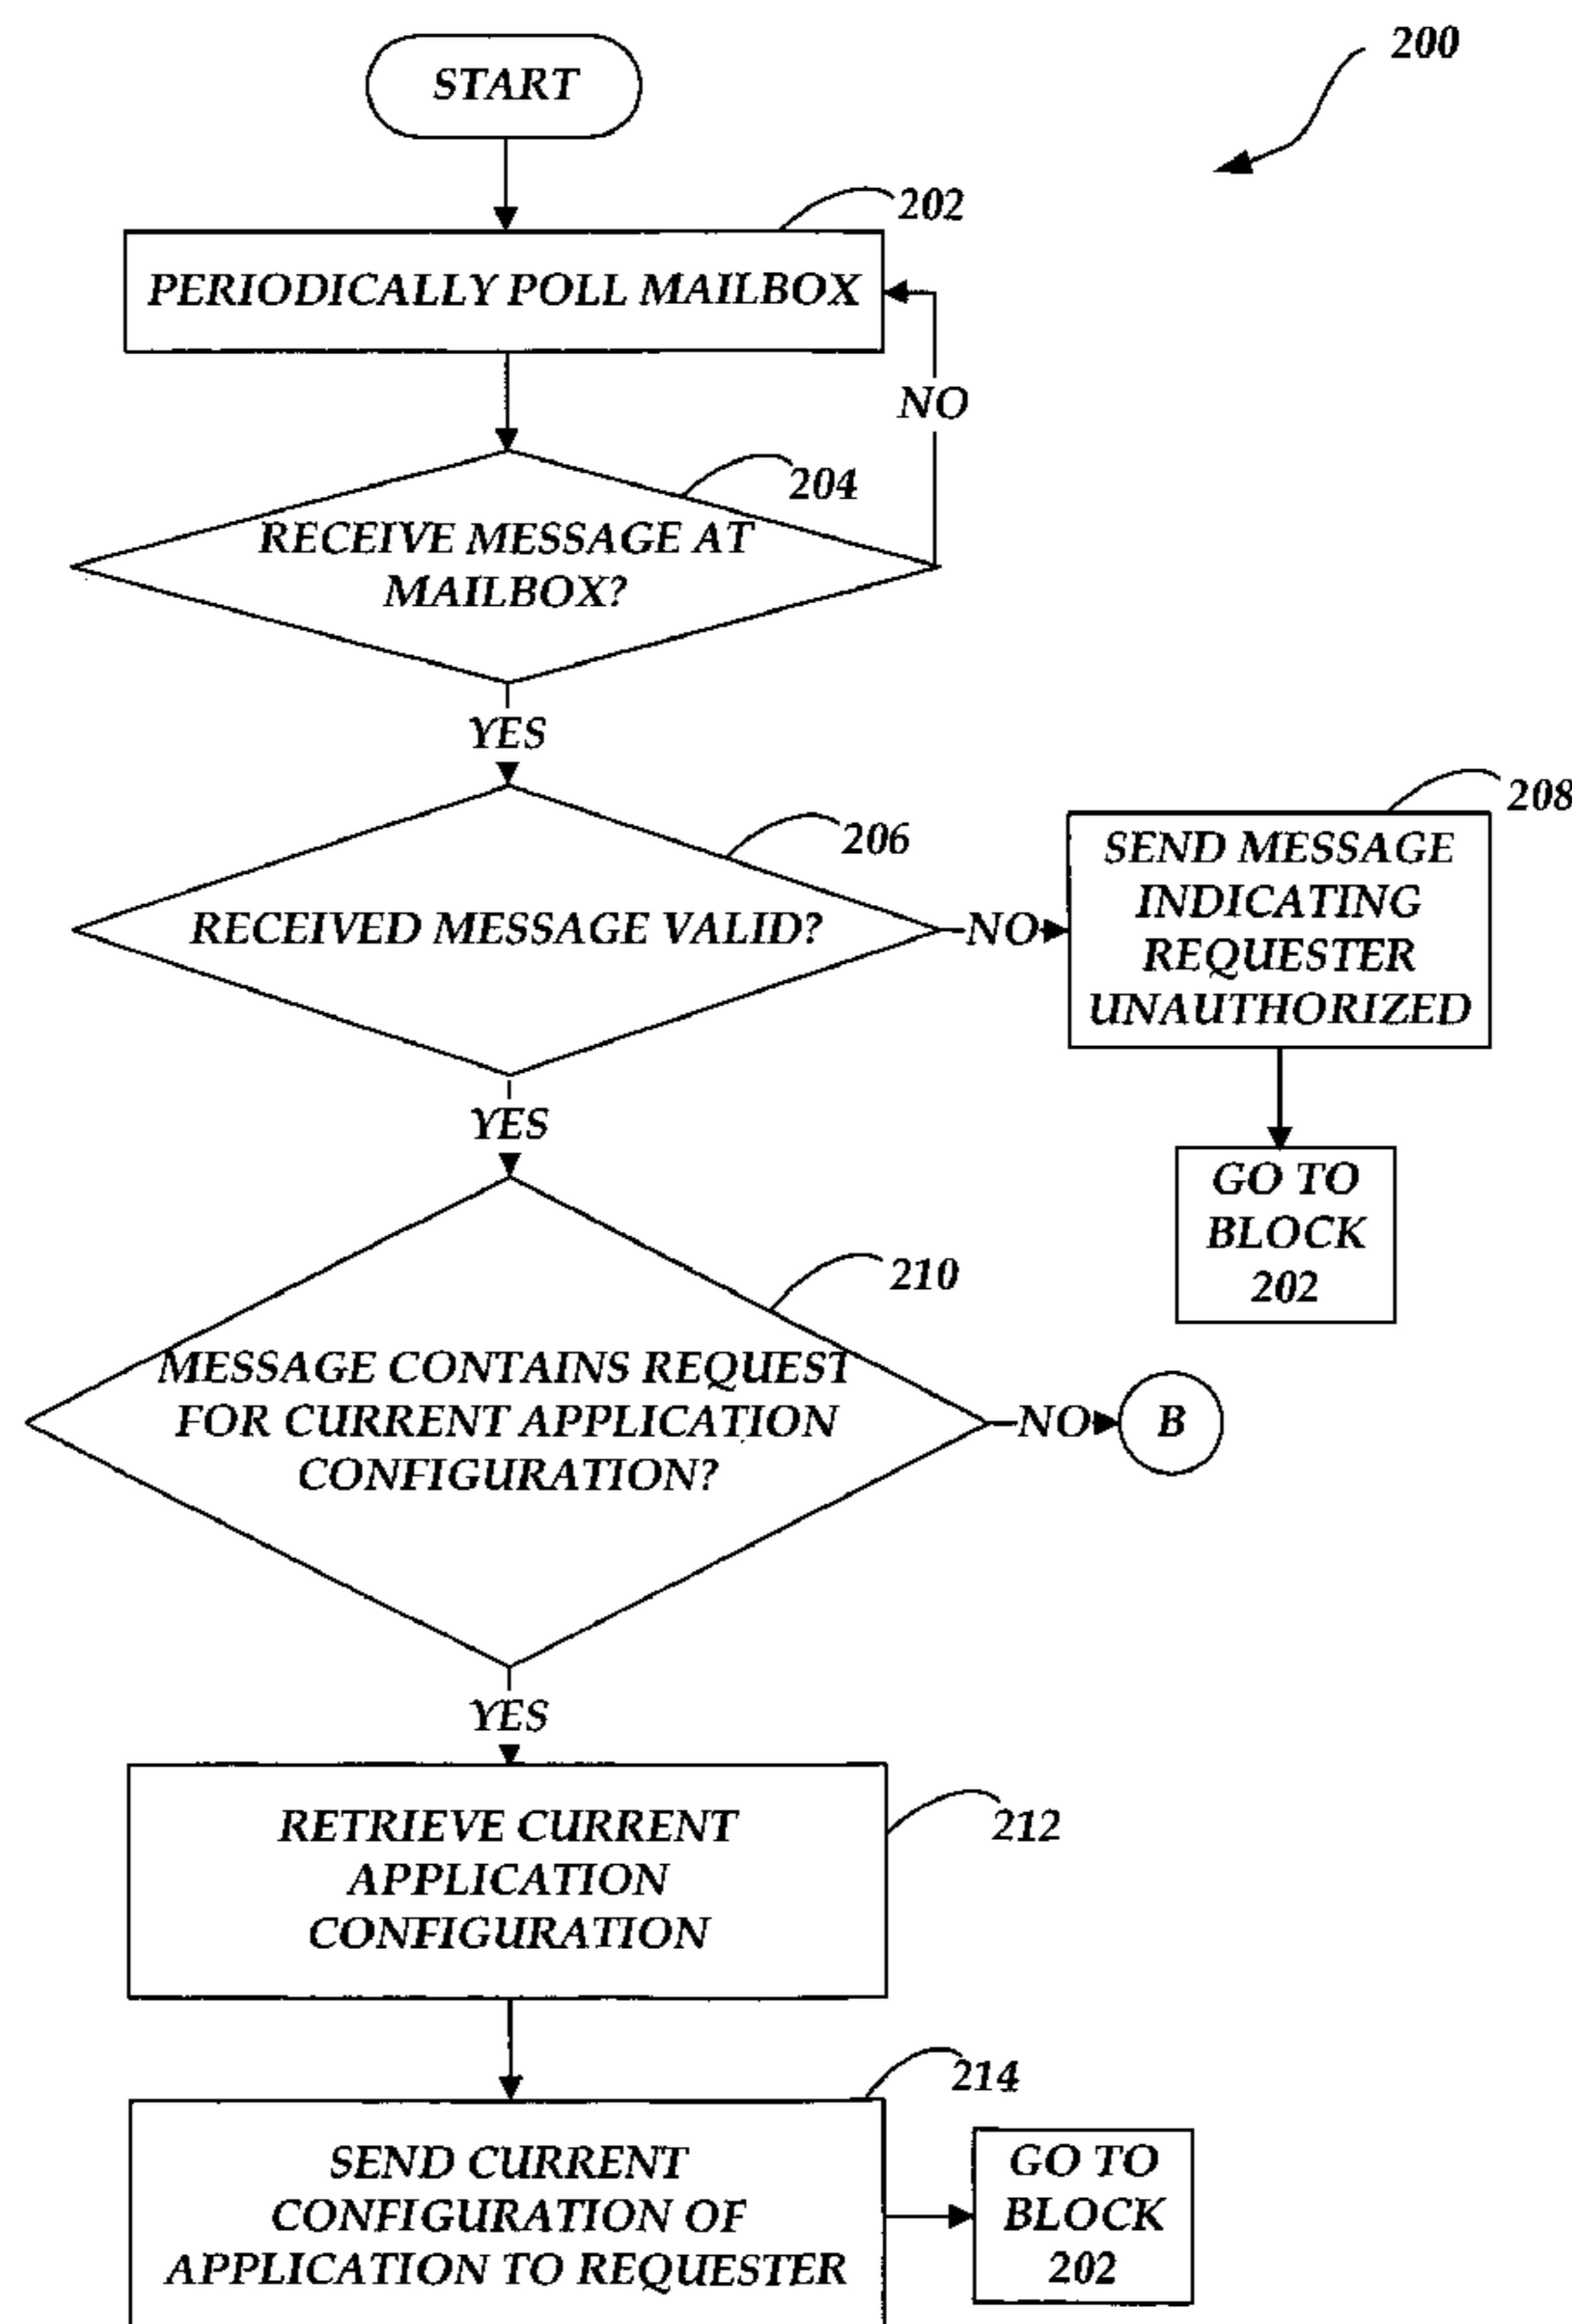 200
START
202
PERIODICALLY POLL MAILBOX
NO
204
RECEIVE MESSAGE AT
MAILBOX?
YES
206
RECEIVED MESSAGE VALID?
NO
208
SEND MESSAGE
INDICATING
REQUESTER
UNAUTHORIZED
YES
GO TO
BLOCK
202
210
MESSAGE CONTAINS REQUEST
FOR CURRENT APPLICATION
CONFIGURATION?
NO
B
YES
212
RETRIEVE CURRENT
APPLICATION
CONFIGURATION
214
SEND CURRENT
CONFIGURATION OF
APPLICATION TO REQUESTER
GO TO
BLOCK
202